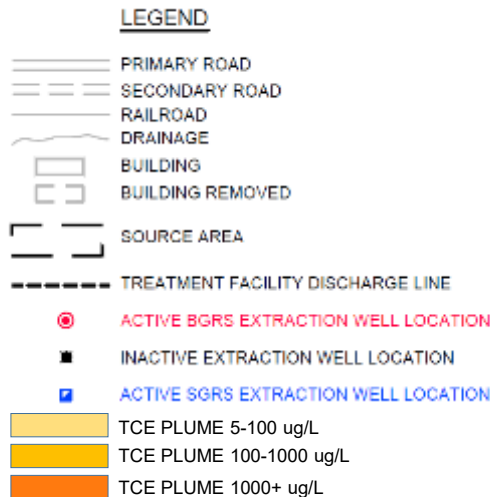 LEGEND
PRIMARY ROAD
SECONDARY ROAD
RAILROAD
DRAINAGE
BUILDING
BUILDING REMOVED
SOURCE AREA
TREATMENT FACILITY DISCHARGE LINE
ACTIVE BGRS EXTRACTION WELL LOCATION
INACTIVE EXTRACTION WELL LOCATION
ACTIVE SGRS EXTRACTION WELL LOCATION
TCE PLUME 5-100 ug/L
TCE PLUME 100-1000 ug/L
TCE PLUME 1000+ ug/L